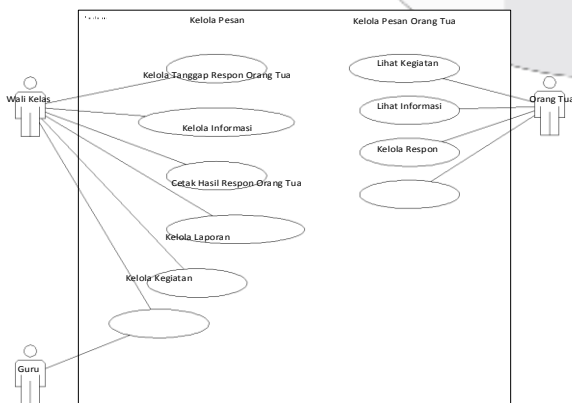 Kelola Pesan
Kelola Pesan Orang Tua
Lihat Kegiatan
Kelola Tanggap Respon Orang Tua
Wali Kelas
Orang Tua
Lihat Informasi
Kelola Informasi
Kelola Respon
Cetak Hasil Respon Orang Tua
Kelola Laporan
Kelola Kegiatan
Guru